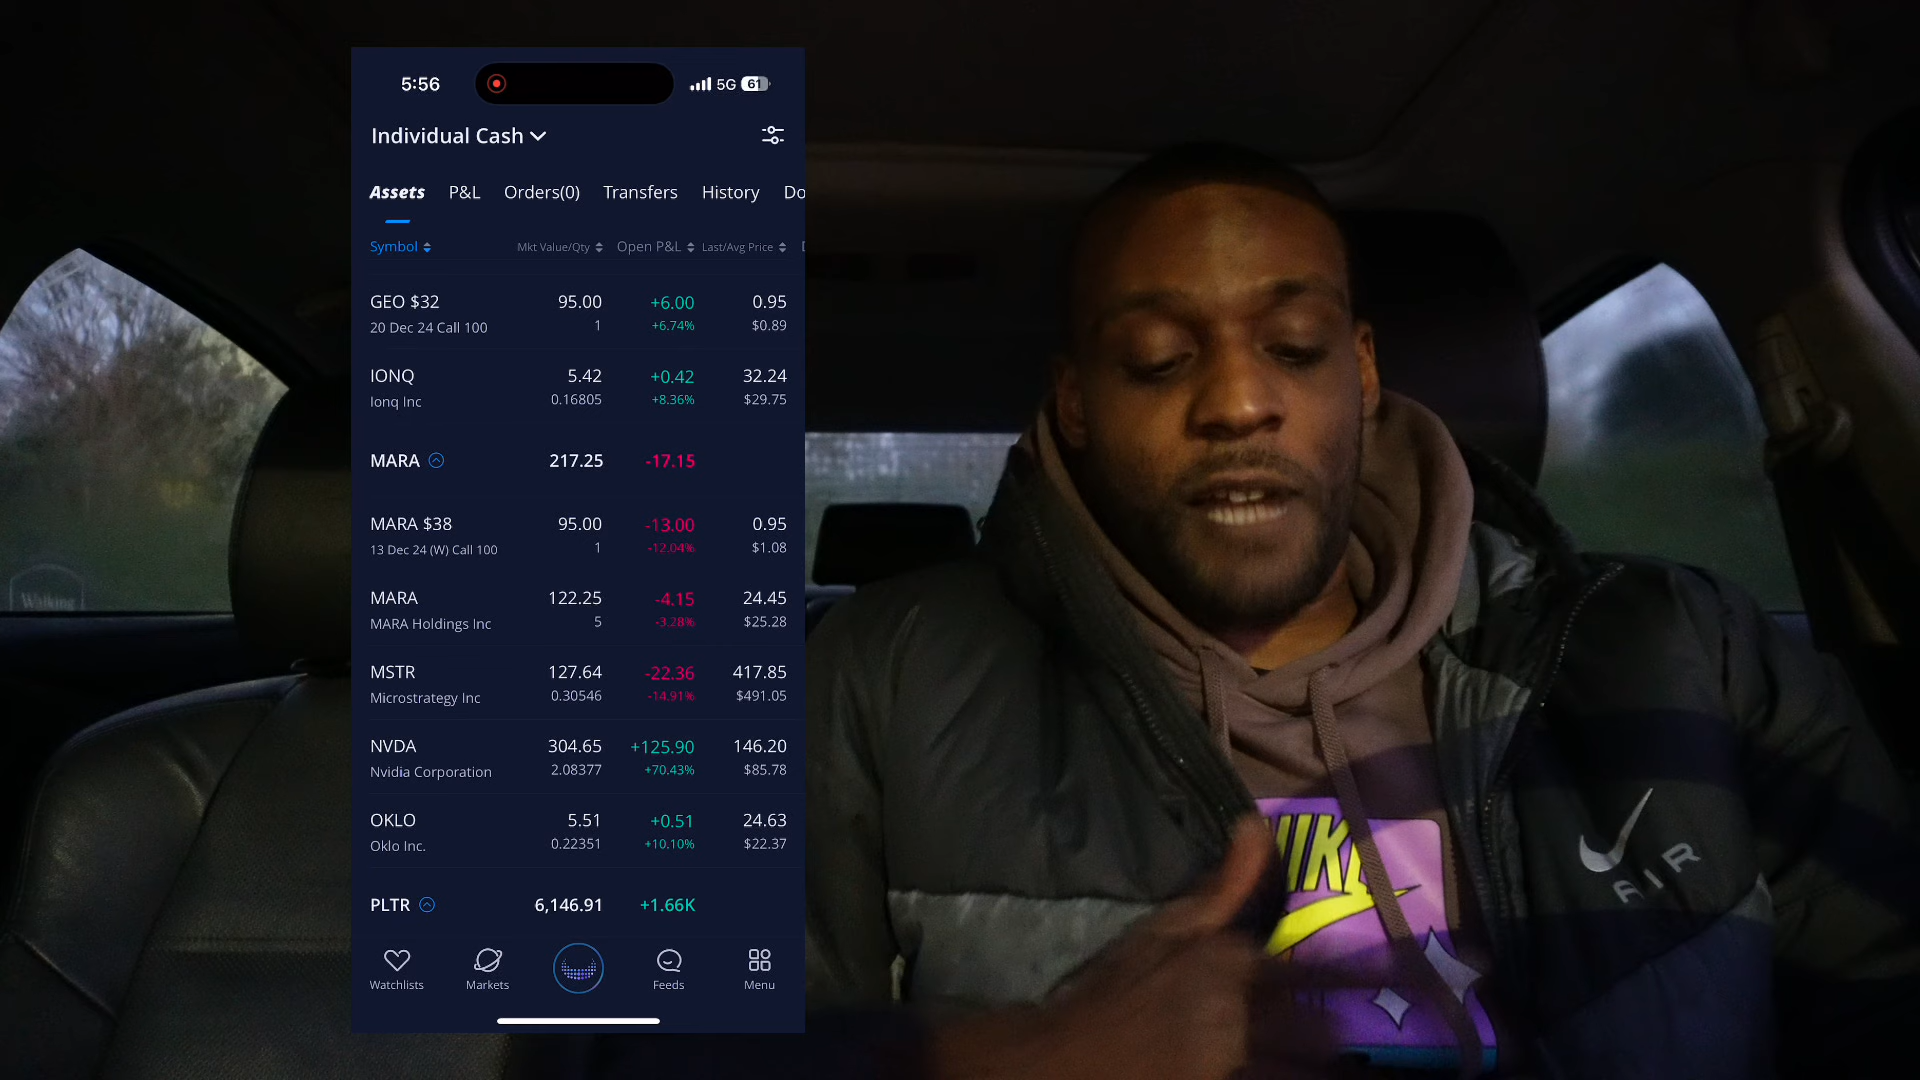 5:56
5G 61
Individual Cash
Assets P&L Orders(0) Transfers History Do
Symbol Mkt Value/Qty Open P&L Last/Avg Price
GEO $32 95.00 +6.00 0.95
20 Dec 24 Call 100 1 +6.74% $0.89
IONQ 5.42 +0.42 32.24
Ionq Inc 0.16805 +8.36% $29.75
MARA 217.25 -17.15
MARA $38 95.00 -13.00 0.95
13 Dec 24 (W) Call 100 1 -12.04% $1.08
MARA 122.25 -4.15 24.45
MARA Holdings Inc 5 -3.28% $25.28
MSTR 127.64 -22.36 417.85
Microstrategy Inc 0.30546 -14.91% $491.05
NVDA 304.65 +125.90 146.20
Nvidia Corporation 2.08377 +70.43% $85.78
OKLO 5.51 +0.51 24.63
Oklo Inc. 0.22351 +10.10% $22.37
PLTR 6,146.91 +1.66K
Watchlists Markets Feeds Menu
Walking
NIKE
AIR